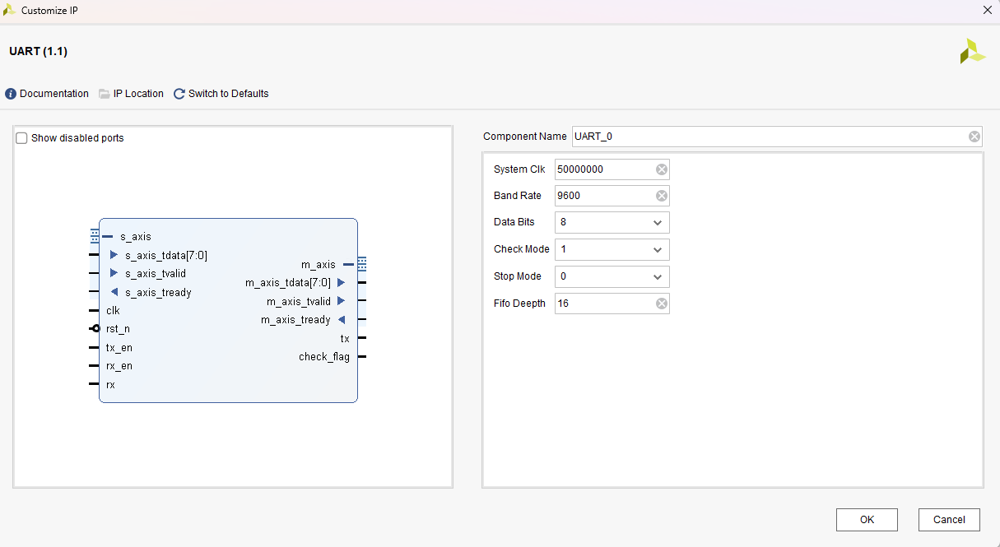 Customize IP
UART (1.1)
Documentation IP Location Switch to Defaults
Show disabled ports
s_axis
s_axis_tdata[7:0]
s_axis_tvalid
s_axis_tready
clk
rst_n
tx_en
rx_en
rx
m_axis
m_axis_tdata[7:0]
m_axis_tvalid
m_axis_tready
tx
check_flag
Component Name UART_0
System Clk 50000000
Band Rate 9600
Data Bits 8
Check Mode 1
Stop Mode 0
Fifo Deepth 16
OK Cancel